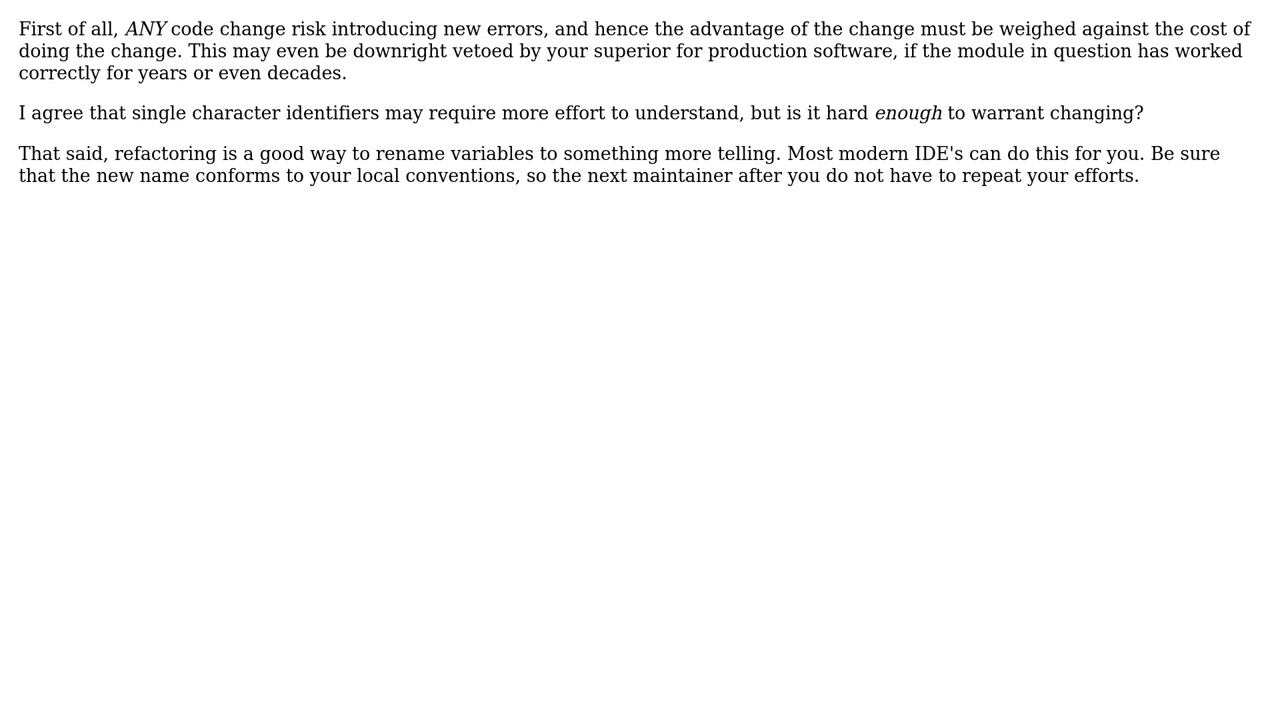 First of all, ANY code change risk introducing new errors, and hence the advantage of the change must be weighed against the cost of
doing the change. This may even be downright vetoed by your superior for production software, if the module in question has worked
correctly for years or even decades.
I agree that single character identifiers may require more effort to understand, but is it hard enough to warrant changing?
That said, refactoring is a good way to rename variables to something more telling. Most modern IDE's can do this for you. Be sure
that the new name conforms to your local conventions, so the next maintainer after you do not have to repeat your efforts.